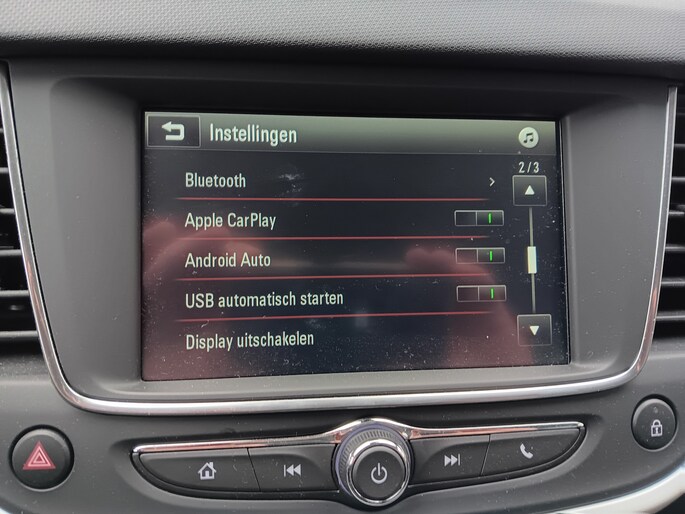 Instellingen
2/3
Bluetooth
Apple CarPlay
Android Auto
USB automatisch starten
Display uitschakelen